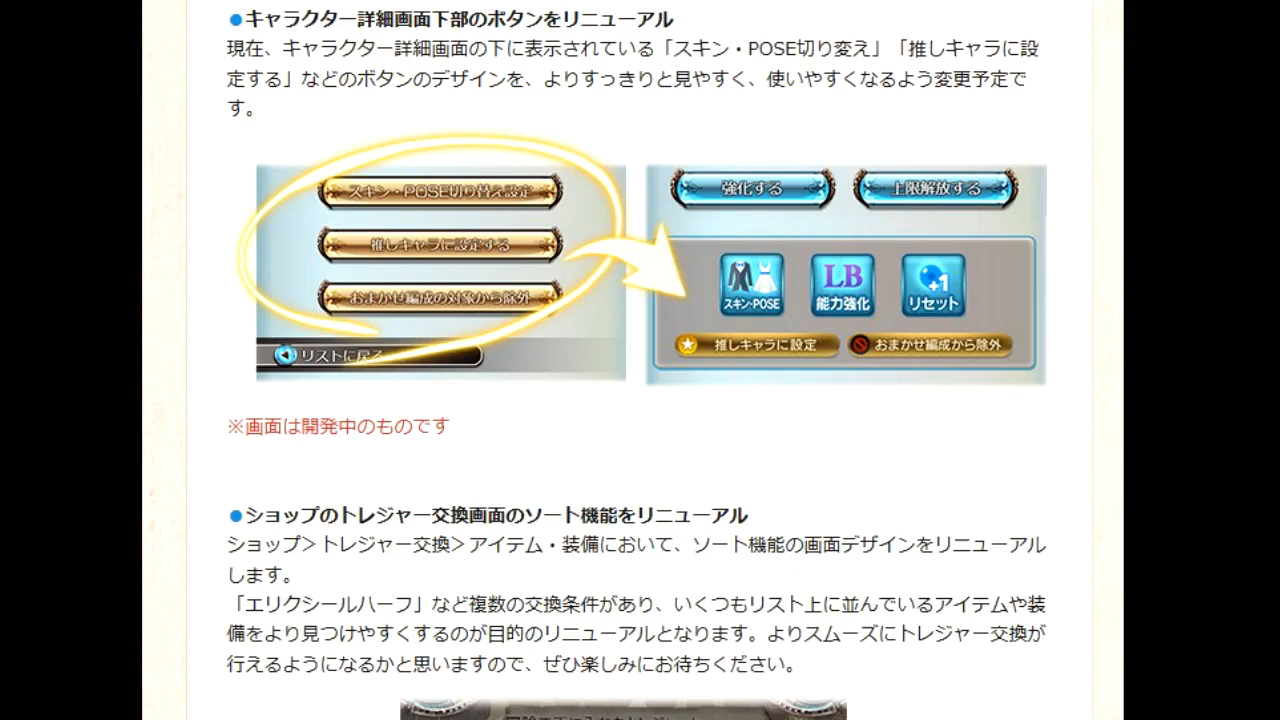 ●キャラクター詳細画面下部のボタンをリニューアル
現在、キャラクター詳細画面の下に表示されている「スキン・POSE切り変え」「推しキャラに設
定する」などのボタンのデザインを、よりすっきりと見やすく、使いやすくなるよう変更予定で
す。
スキン・POSE切り替え設定
推しキャラに設定する
おまかせ編成の対象から除外
リストに戻る
強化する
上限解放する
スキン・POSE
LB
能力強化
+1
リセット
推しキャラに設定
おまかせ編成から除外
※画面は開発中のものです
●ショップのトレジャー交換画面のソート機能をリニューアル
ショップ>トレジャー交換>アイテム・装備において、ソート機能の画面デザインをリニューアル
します。
「エリクシールハーフ」など複数の交換条件があり、いくつもリスト上に並んでいるアイテムや装
備をより見つけやすくするのが目的のリニューアルとなります。よりスムーズにトレジャー交換が
行えるようになるかと思いますので、ぜひ楽しみにお待ちください。